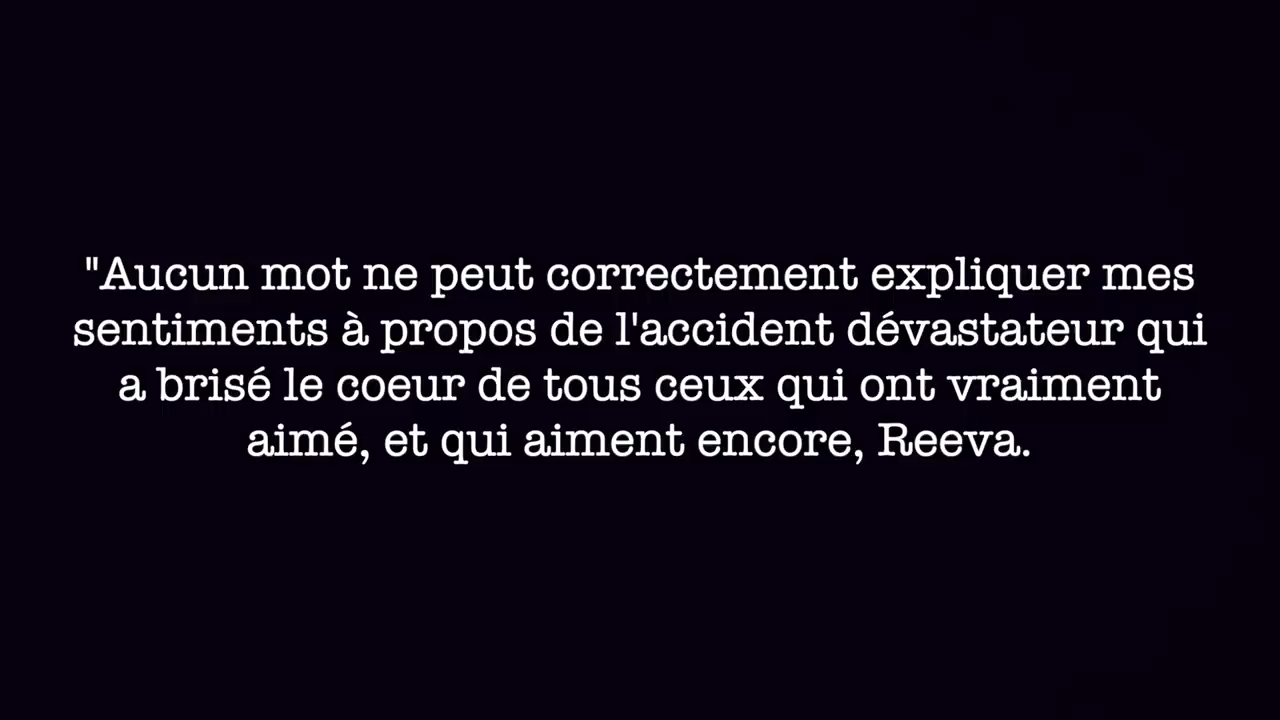 "Aucun mot ne peut correctement expliquer mes
sentiments à propos de l'accident dévastateur qui
a brisé le coeur de tous ceux qui ont vraiment
aimé, et qui aiment encore, Reeva.